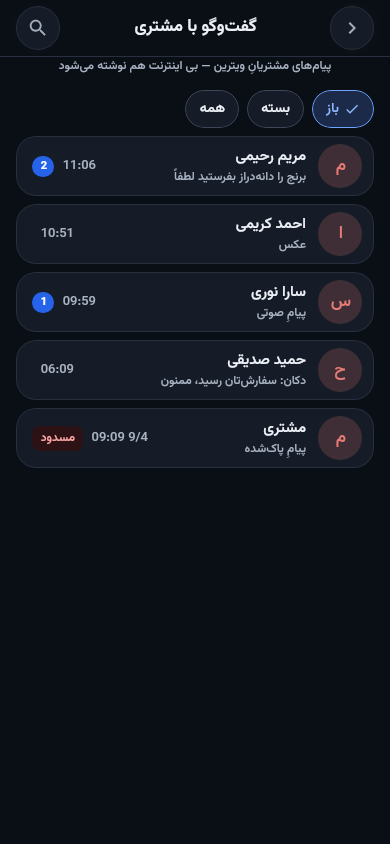 گفت‌وگو با مشتری
پیام‌های مشتریانِ ویترین — بی اینترنت هم نوشته می‌شود
باز
بسته
همه
م
مریم رحیمی
برنج را دانه‌دراز بفرستید لطفاً
11:06
2
ا
احمد کریمی
عکس
10:51
س
سارا نوری
پیامِ صوتی
09:59
1
ح
حمید صدیقی
دکان: سفارش‌تان رسید، ممنون
06:09
م
مشتری
پیامِ پاک‌شده
09:09 9/4
مسدود